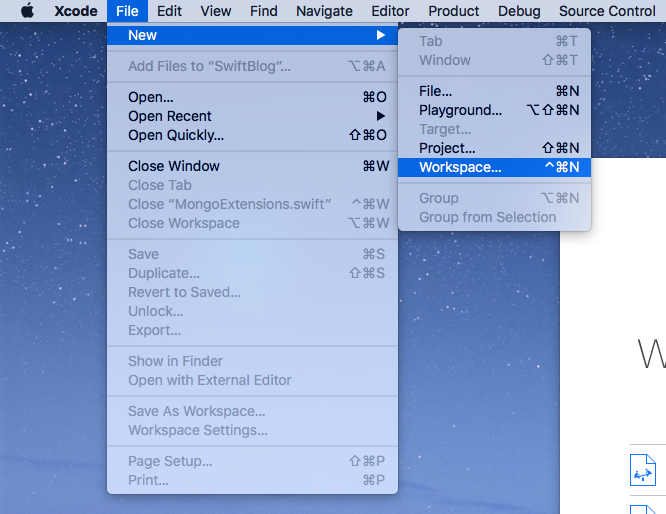 Xcode File Edit View Find Navigate Editor Product Debug Source Control
New
Add Files to “SwiftBlog”... ⌥⌘A
Open... ⌘O
Open Recent
Open Quickly... ⇧⌘O
Close Window ⌘W
Close Tab
Close “MongoExtensions.swift” ^⌘W
Close Workspace ⌥⌘W
Save ⌘S
Duplicate... ⇧⌘S
Revert to Saved...
Unlock...
Export...
Show in Finder
Open with External Editor
Save As Workspace...
Workspace Settings...
Page Setup... ⇧⌘P
Print... ⌘P
Tab ⌘T
Window ⇧⌘T
File... ⌘N
Playground... ⌥⇧⌘N
Target...
Project... ⇧⌘N
Workspace... ^⌘N
Group ⌥⌘N
Group from Selection
W